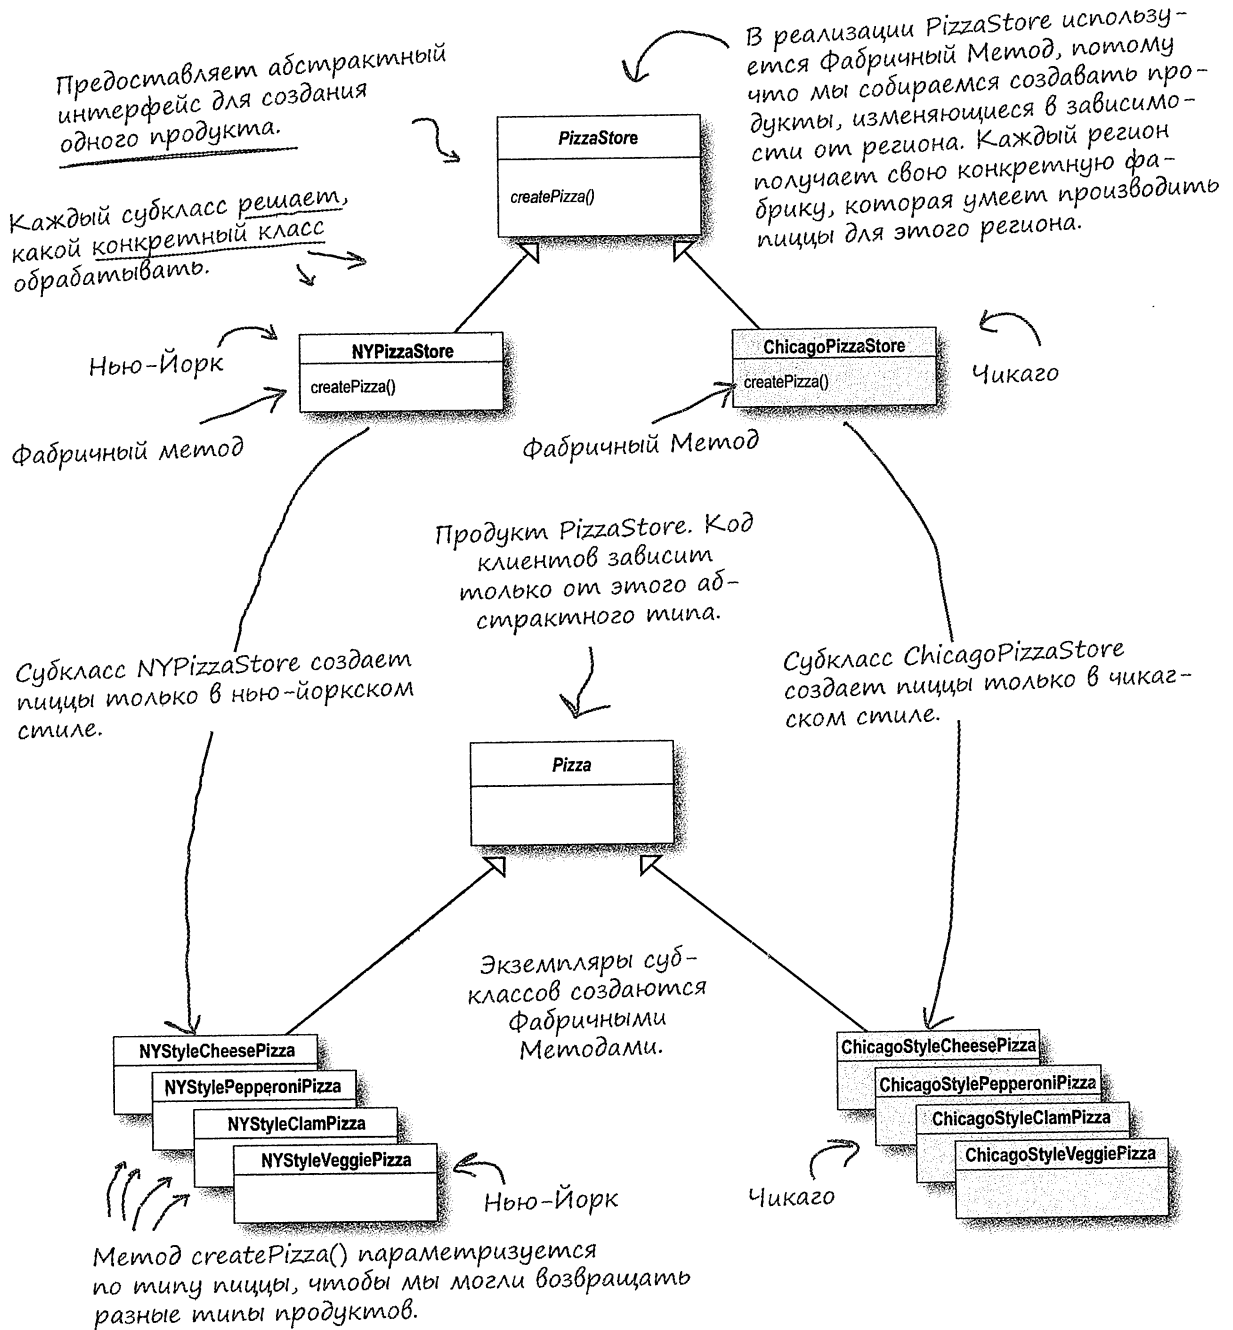 Предоставляет абстрактный
интерфейс для создания
одного продукта.
В реализации PizzaStore использу-
ется Фабричный Метод, потому
что мы собираемся создавать про-
дукты, изменяющиеся в зависимо-
сти от региона. Каждый регион
получает свою конкретную фа-
брику, которая умеет производить
пиццы для этого региона.
PizzaStore
createPizza()
Каждый субкласс решает,
какой конкретный класс
обрабатывать.
Нью-Йорк
NYPizzaStore
createPizza()
ChicagoPizzaStore
createPizza()
Чикаго
Фабричный метод
Фабричный Метод
Продукт PizzaStore. Код
клиентов зависит
только от этого аб-
страктного типа.
Субкласс NYPizzaStore создает
пиццы только в нью-йоркском
стиле.
Субкласс ChicagoPizzaStore
создает пиццы только в чикаг-
ском стиле.
Pizza
Экземпляры суб-
классов создаются
Фабричными
Методами.
NYStyleCheesePizza
NYStylePepperoniPizza
NYStyleClamPizza
NYStyleVeggiePizza
Нью-Йорк
ChicagoStyleCheesePizza
ChicagoStylePepperoniPizza
ChicagoStyleClamPizza
ChicagoStyleVeggiePizza
Чикаго
Метод createPizza() параметризуется
по типу пиццы, чтобы мы могли возвращать
разные типы продуктов.